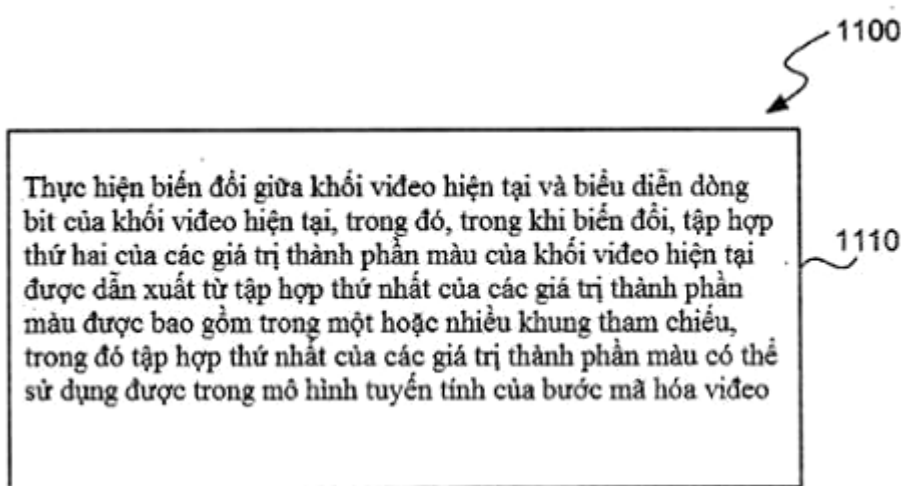 1100
Thực hiện biến đổi giữa khối viđeo hiện tại và biểu diễn dòng
bit của khối viđeo hiện tại, trong đó, trong khi biến đổi, tập hợp
thứ hai của các giá trị thành phần màu của khối viđeo hiện tại
được dẫn xuất từ tập hợp thứ nhất của các giá trị thành phần
màu được bao gồm trong một hoặc nhiều khung tham chiếu,
trong đó tập hợp thứ nhất của các giá trị thành phần màu có thể
sử dụng được trong mô hình tuyến tính của bước mã hóa viđeo
1110